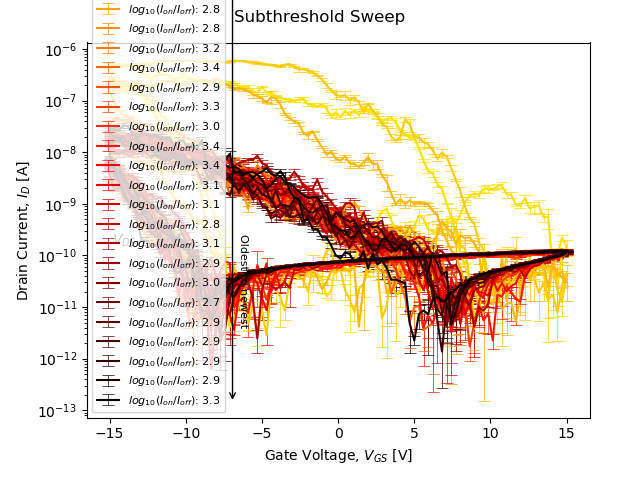 Subthreshold Sweep
Drain Current, I_D [A]
10^−6
10^−7
10^−8
10^−9
10^−10
10^−11
10^−12
10^−13
log10(Ion/Ioff): 2.8
log10(Ion/Ioff): 2.8
log10(Ion/Ioff): 3.2
log10(Ion/Ioff): 3.4
log10(Ion/Ioff): 2.9
log10(Ion/Ioff): 3.3
log10(Ion/Ioff): 3.0
log10(Ion/Ioff): 3.4
log10(Ion/Ioff): 3.4
log10(Ion/Ioff): 3.1
log10(Ion/Ioff): 3.1
log10(Ion/Ioff): 2.8
log10(Ion/Ioff): 3.1
log10(Ion/Ioff): 2.9
log10(Ion/Ioff): 3.0
log10(Ion/Ioff): 2.7
log10(Ion/Ioff): 2.9
log10(Ion/Ioff): 2.9
log10(Ion/Ioff): 2.9
log10(Ion/Ioff): 2.9
log10(Ion/Ioff): 3.3
Oldest newest
−15 −10 −5 0 5 10 15
Gate Voltage, V_GS [V]